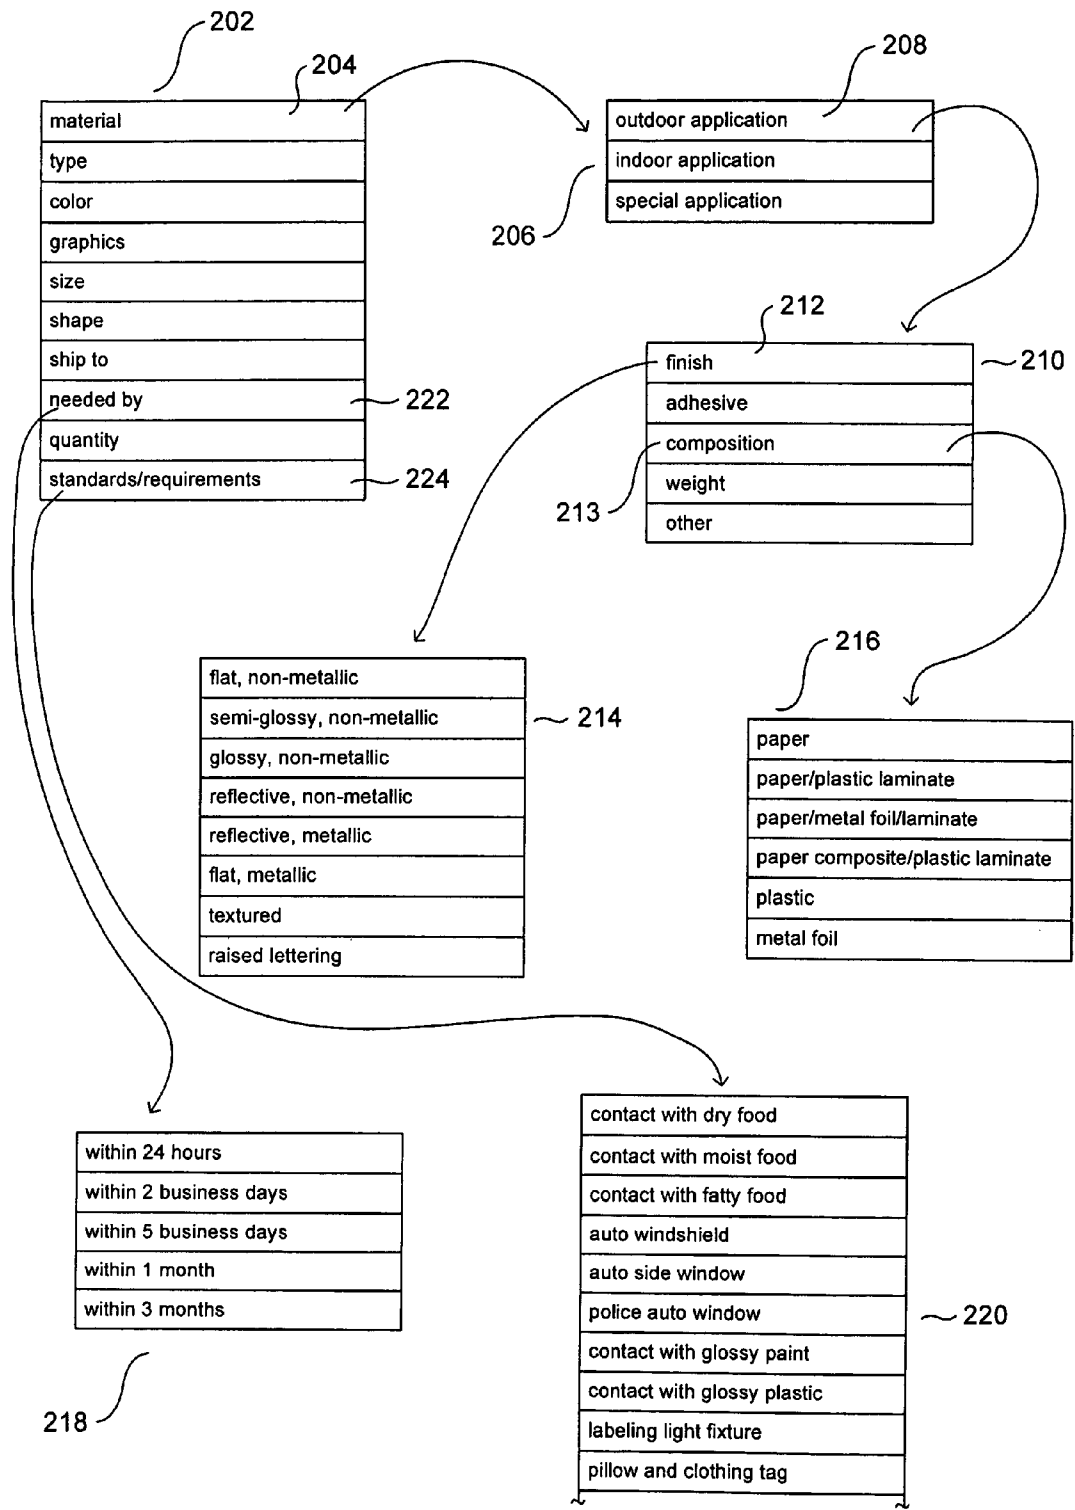 202
204
material
type
color
graphics
size
shape
ship to
needed by
222
quantity
standards/requirements
224
208
outdoor application
indoor application
special application
206
212
finish
210
adhesive
composition
213
weight
other
flat, non-metallic
semi-glossy, non-metallic
214
glossy, non-metallic
reflective, non-metallic
reflective, metallic
flat, metallic
textured
raised lettering
216
paper
paper/plastic laminate
paper/metal foil/laminate
paper composite/plastic laminate
plastic
metal foil
within 24 hours
within 2 business days
within 5 business days
within 1 month
within 3 months
218
contact with dry food
contact with moist food
contact with fatty food
auto windshield
auto side window
police auto window
220
contact with glossy paint
contact with glossy plastic
labeling light fixture
pillow and clothing tag